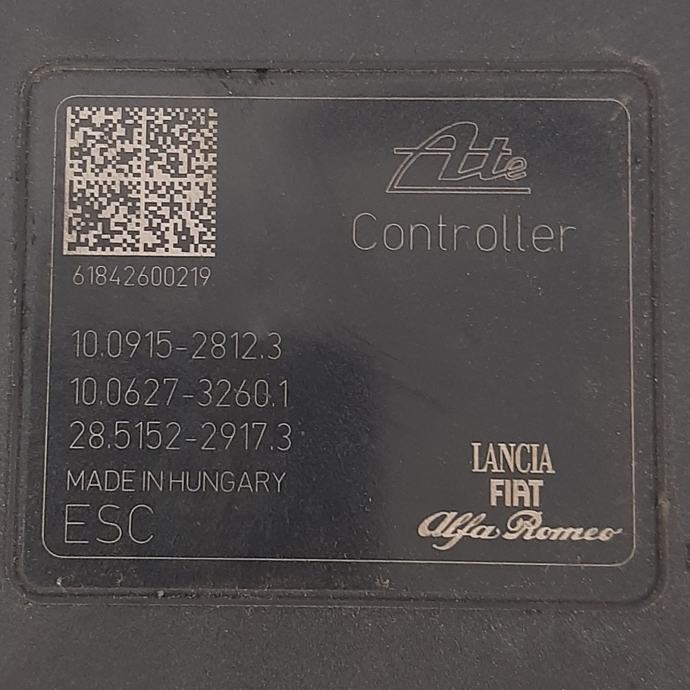 Ate
Controller
61842600219
10.0915-2812.3
10.0627-3260.1
28.5152-2917.3
MADE IN HUNGARY
ESC
LANCIA
FIAT
Alfa Romeo